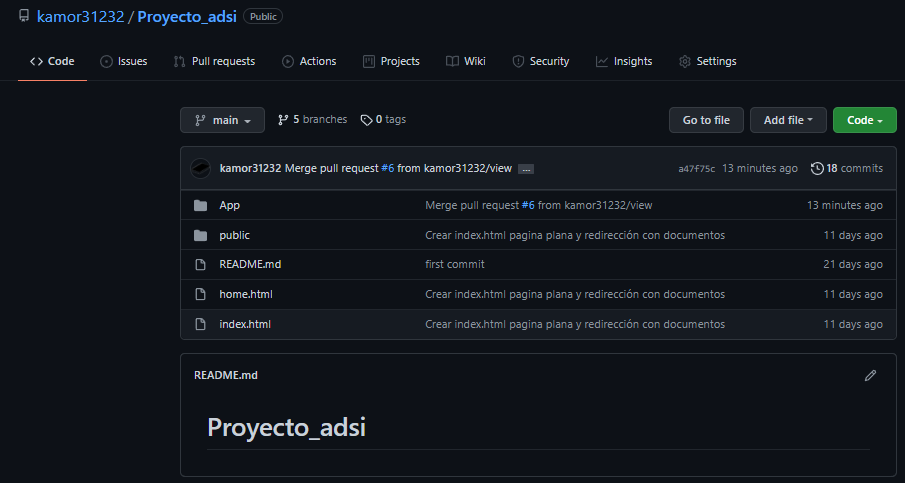 kamor31232 / Proyecto_adsi Public
Code Issues Pull requests Actions Projects Wiki Security Insights Settings
main 5 branches 0 tags Go to file Add file Code
kamor31232 Merge pull request #6 from kamor31232/view ... a47f75c 13 minutes ago 18 commits
App Merge pull request #6 from kamor31232/view 13 minutes ago
public Crear index.html pagina plana y redirección con documentos 11 days ago
README.md first commit 21 days ago
home.html Crear index.html pagina plana y redirección con documentos 11 days ago
index.html Crear index.html pagina plana y redirección con documentos 11 days ago
README.md
Proyecto_adsi